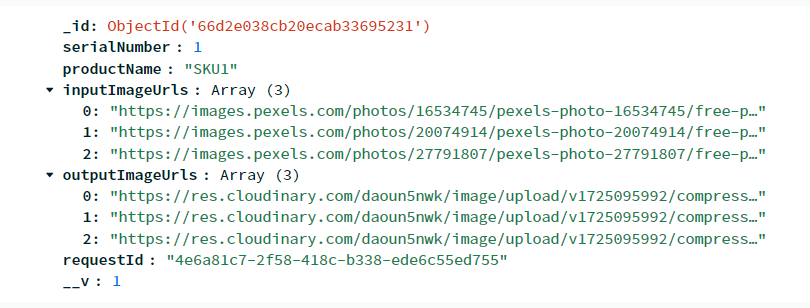 _id: ObjectId('66d2e038cb20ecab33695231')
serialNumber : 1
productName : "SKU1"
inputImageUrls : Array (3)
0: "https://images.pexels.com/photos/16534745/pexels-photo-16534745/free-p…"
1: "https://images.pexels.com/photos/20074914/pexels-photo-20074914/free-p…"
2: "https://images.pexels.com/photos/27791807/pexels-photo-27791807/free-p…"
outputImageUrls : Array (3)
0: "https://res.cloudinary.com/daoun5nwk/image/upload/v1725095992/compress…"
1: "https://res.cloudinary.com/daoun5nwk/image/upload/v1725095992/compress…"
2: "https://res.cloudinary.com/daoun5nwk/image/upload/v1725095992/compress…"
requestId : "4e6a81c7-2f58-418c-b338-ede6c55ed755"
__v : 1